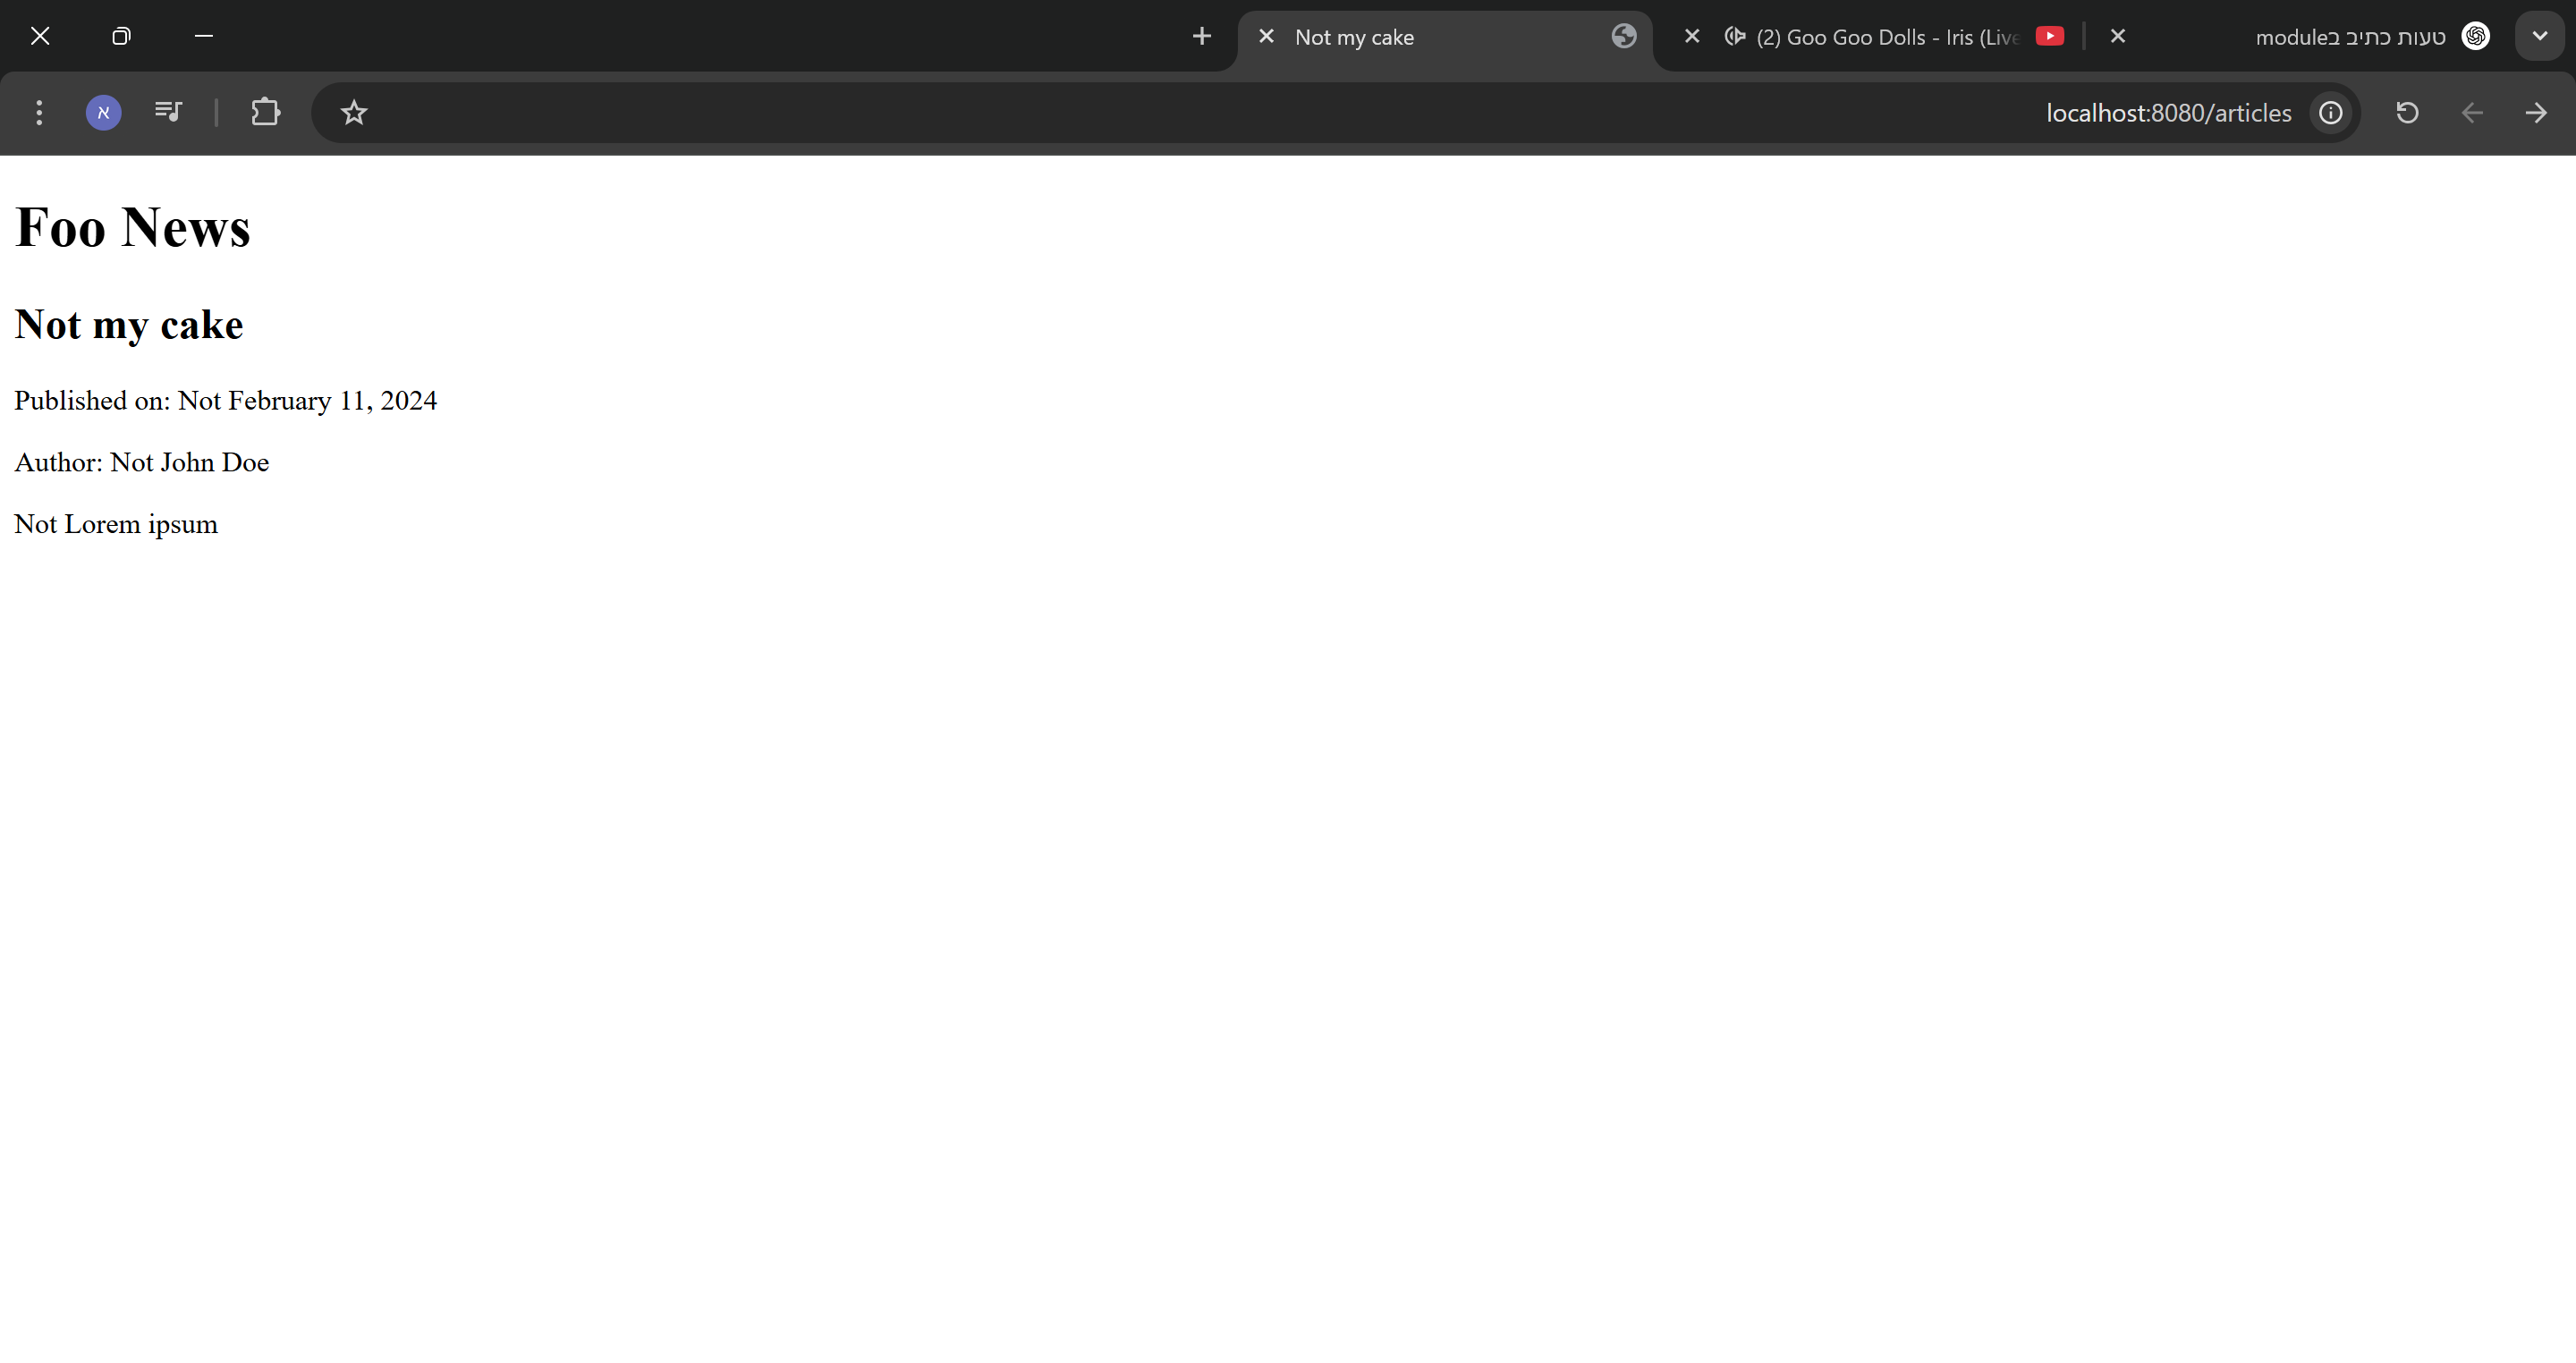 טעות כתיב בmodule
(2) Goo Goo Dolls - Iris (Live
Not my cake
localhost:8080/articles
א
Foo News
Not my cake
Published on: Not February 11, 2024
Author: Not John Doe
Not Lorem ipsum